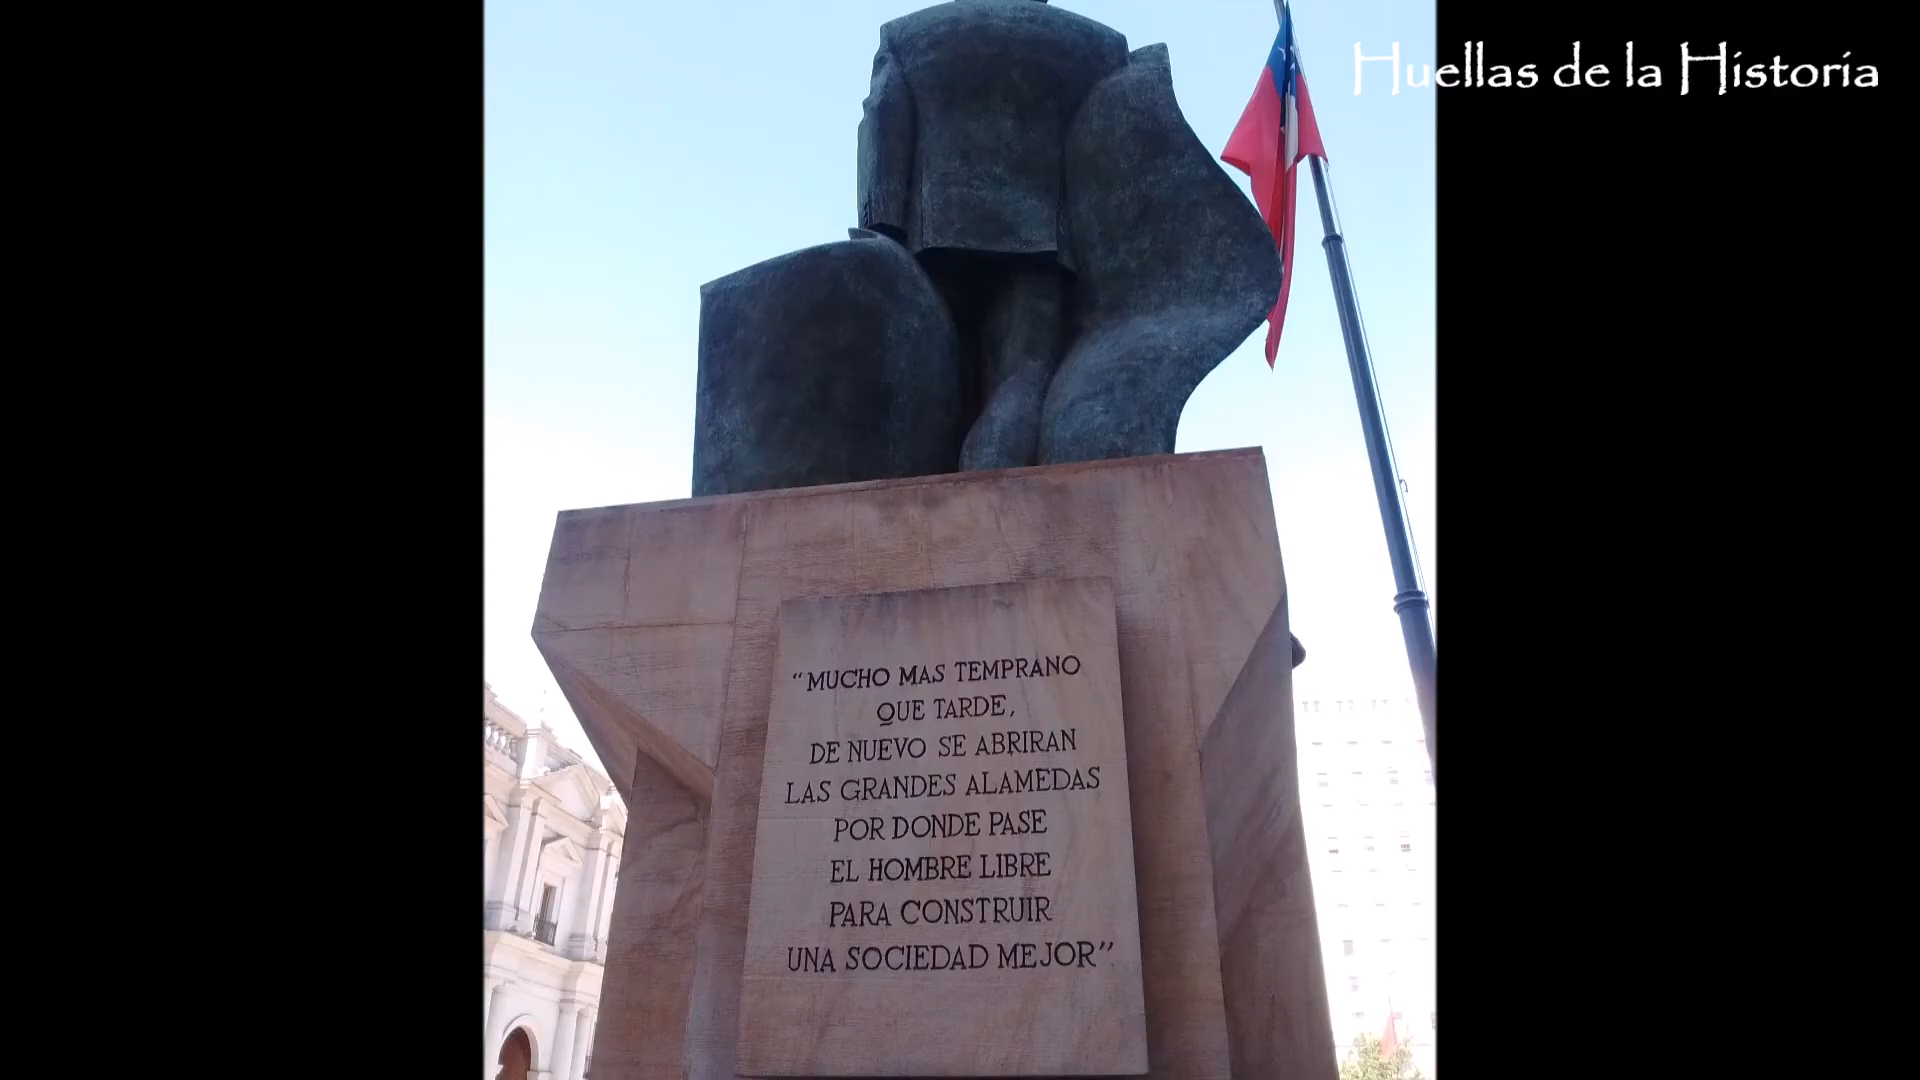 Huellas de la Historia
“MUCHO MAS TEMPRANO
QUE TARDE,
DE NUEVO SE ABRIRAN
LAS GRANDES ALAMEDAS
POR DONDE PASE
EL HOMBRE LIBRE
PARA CONSTRUIR
UNA SOCIEDAD MEJOR”.